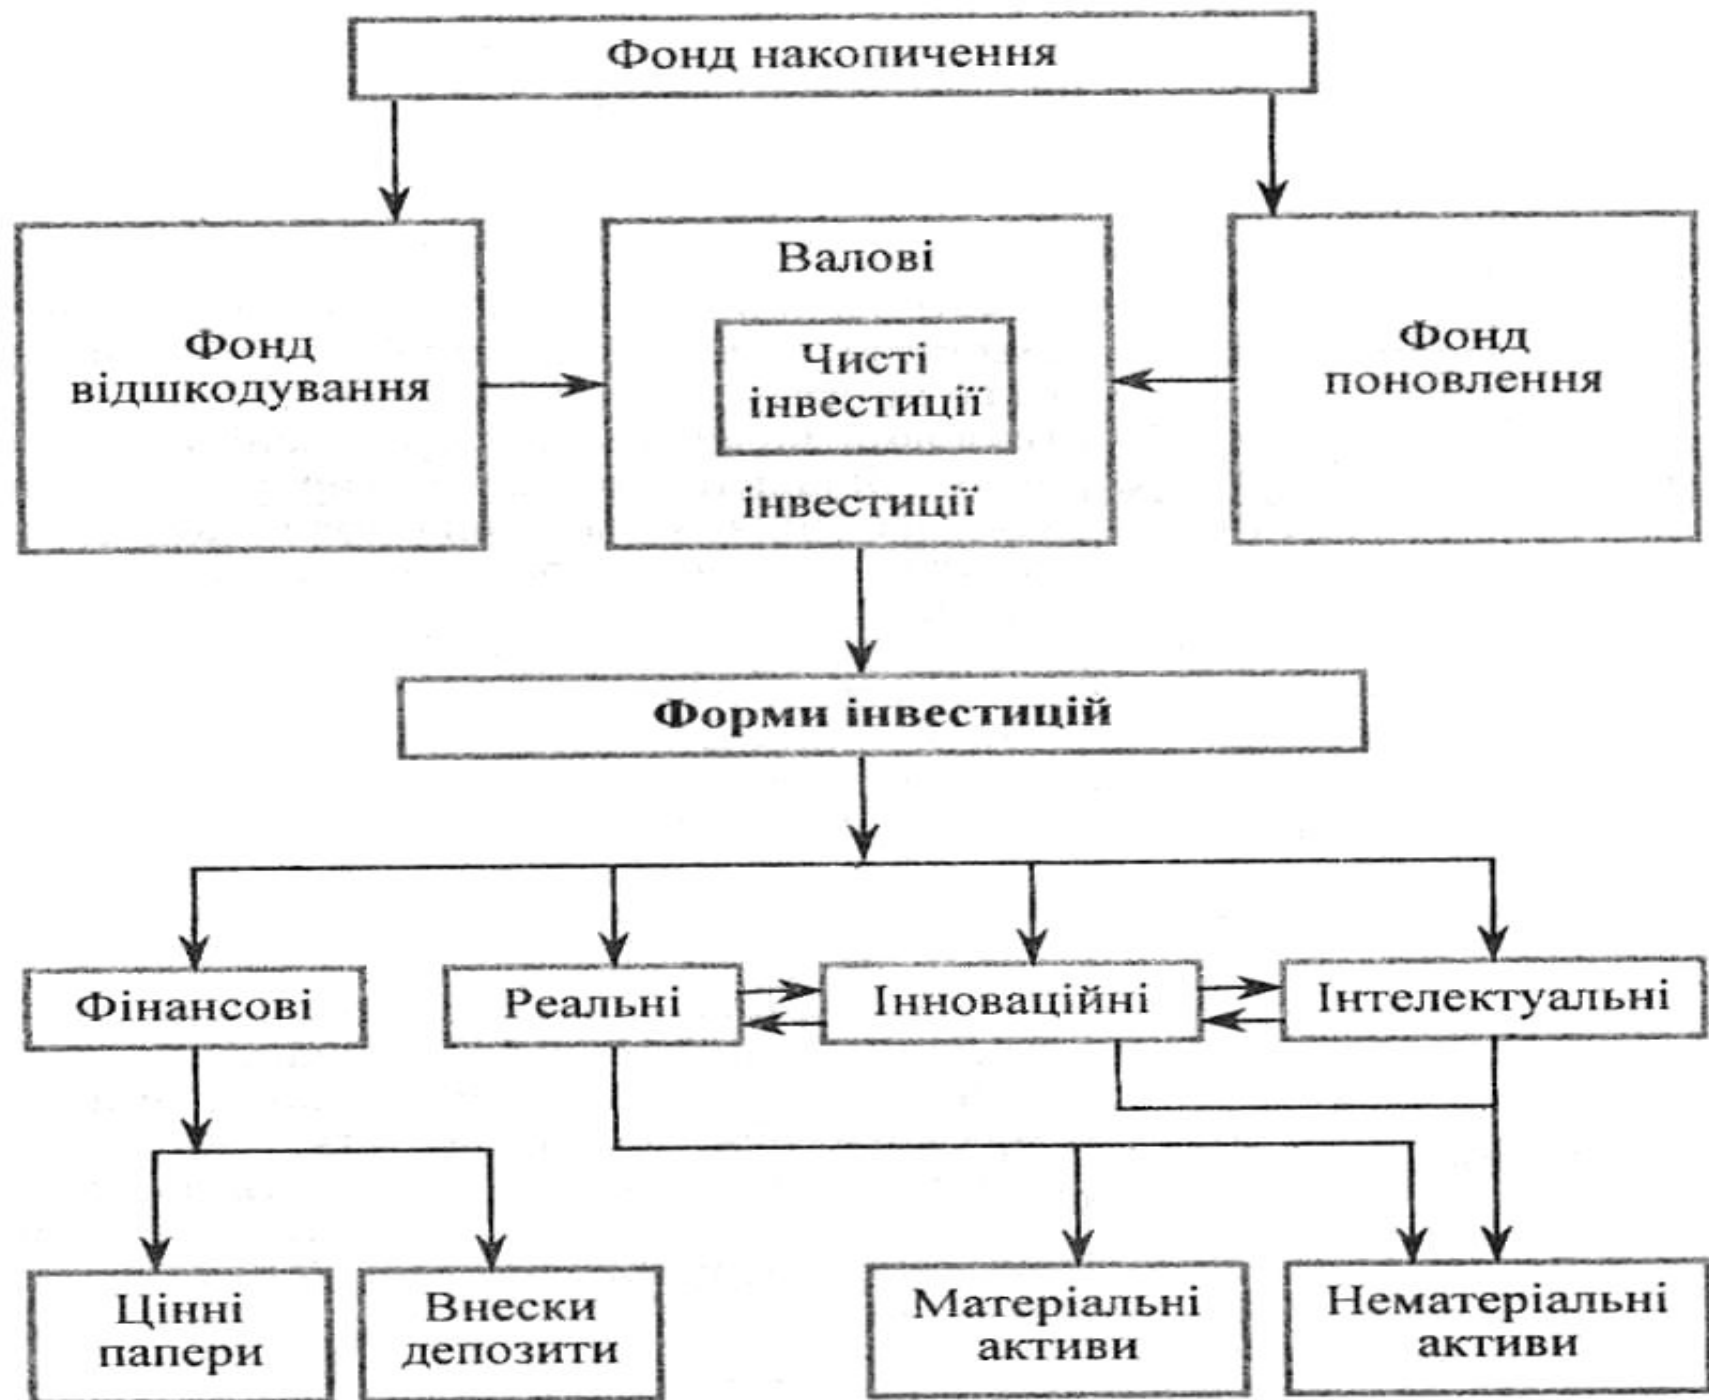 Фонд накопичення
Фонд
відшкодування
Валові
Чисті
інвестиції
інвестиції
Фонд
поновлення
Форми інвестицій
Фінансові
Реальні
Інноваційні
Інтелектуальні
Цінні
папери
Внески
депозити
Матеріальні
активи
Нематеріальні
активи